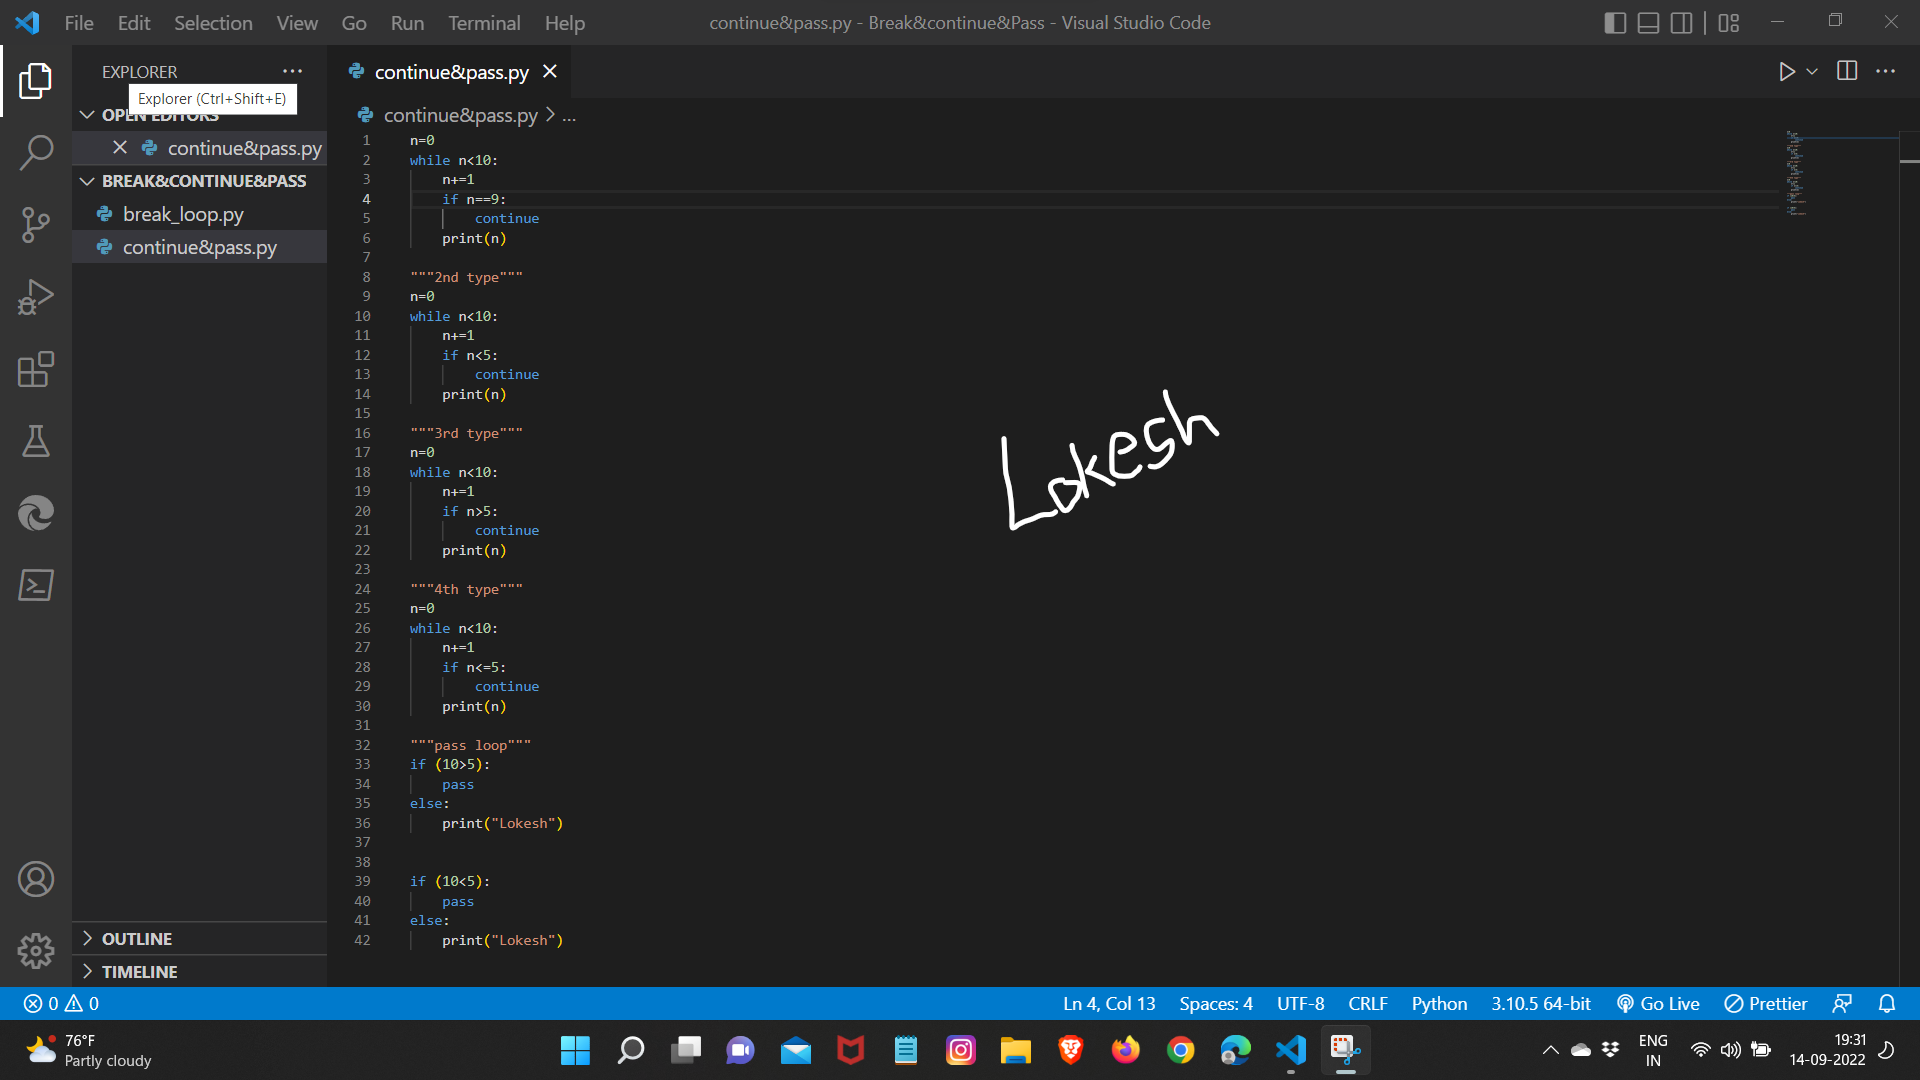 File Edit Selection View Go Run Terminal Help continue&pass.py - Break&continue&Pass - Visual Studio Code
EXPLORER
Explorer (Ctrl+Shift+E)
OPEN EDITORS
continue&pass.py
BREAK&CONTINUE&PASS
break_loop.py
continue&pass.py
OUTLINE
TIMELINE
continue&pass.py
continue&pass.py > ...
1 n=0
2 while n<10:
3     n+=1
4     if n==9:
5         continue
6     print(n)
7
8 """2nd type"""
9 n=0
10 while n<10:
11     n+=1
12     if n<5:
13         continue
14     print(n)
15
16 """3rd type"""
17 n=0
18 while n<10:
19     n+=1
20     if n>5:
21         continue
22     print(n)
23
24 """4th type"""
25 n=0
26 while n<10:
27     n+=1
28     if n<=5:
29         continue
30     print(n)
31
32 """pass loop"""
33 if (10>5):
34     pass
35 else:
36     print("Lokesh")
37
38
39 if (10<5):
40     pass
41 else:
42     print("Lokesh")
Lokesh
0 0 Ln 4, Col 13 Spaces: 4 UTF-8 CRLF Python 3.10.5 64-bit Go Live Prettier
76°F
Partly cloudy
ENG
IN
19:31
14-09-2022